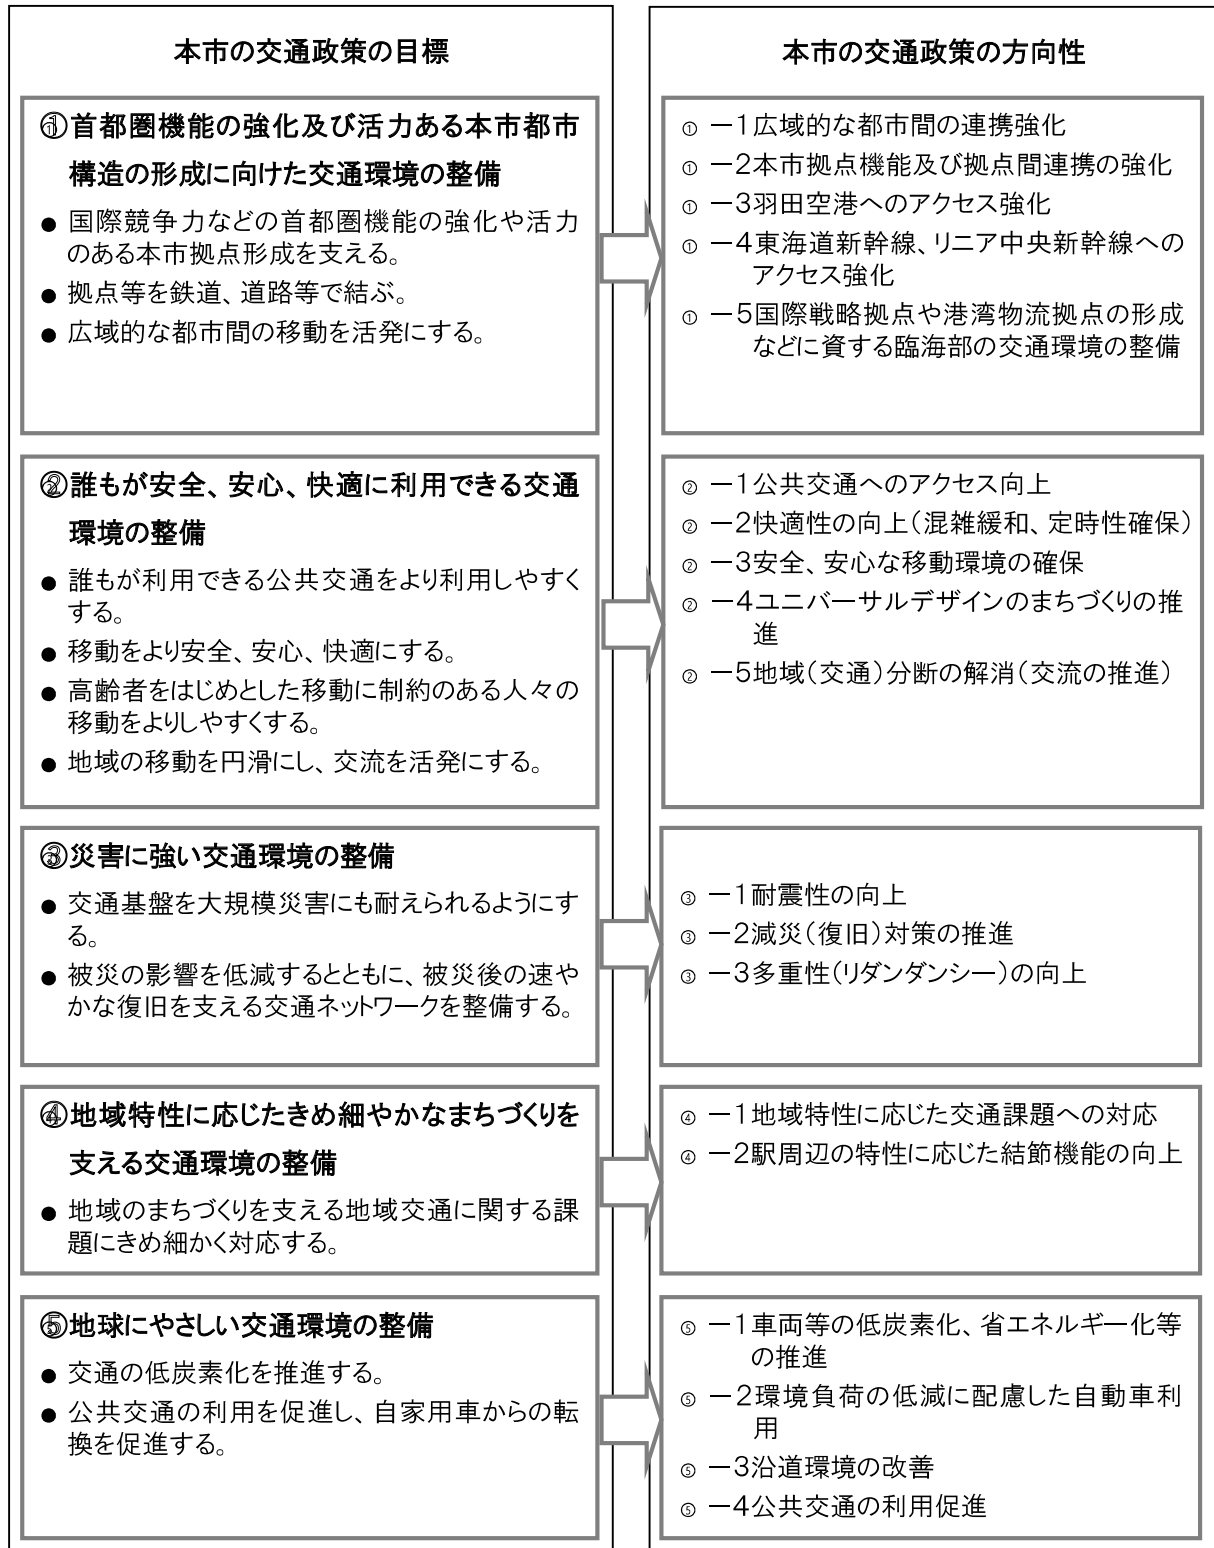 本市の交通政策の目標
①首都圏機能の強化及び活力ある本市都市
構造の形成に向けた交通環境の整備
● 国際競争力などの首都圏機能の強化や活力
のある本市拠点形成を支える。
● 拠点等を鉄道、道路等で結ぶ。
● 広域的な都市間の移動を活発にする。
②誰もが安全、安心、快適に利用できる交通
環境の整備
● 誰もが利用できる公共交通をより利用しやすく
する。
● 移動をより安全、安心、快適にする。
● 高齢者をはじめとした移動に制約のある人々の
移動をよりしやすくする。
● 地域の移動を円滑にし、交流を活発にする。
③災害に強い交通環境の整備
● 交通基盤を大規模災害にも耐えられるようにす
る。
● 被災の影響を低減するとともに、被災後の速や
かな復旧を支える交通ネットワークを整備する。
④地域特性に応じたきめ細やかなまちづくりを
支える交通環境の整備
● 地域のまちづくりを支える地域交通に関する課
題にきめ細かく対応する。
⑤地球にやさしい交通環境の整備
● 交通の低炭素化を推進する。
● 公共交通の利用を促進し、自家用車からの転
換を促進する。
本市の交通政策の方向性
① －1広域的な都市間の連携強化
① －2本市拠点機能及び拠点間連携の強化
① －3羽田空港へのアクセス強化
① －4東海道新幹線、リニア中央新幹線への
アクセス強化
① －5国際戦略拠点や港湾物流拠点の形成
などに資する臨海部の交通環境の整備
② －1公共交通へのアクセス向上
② －2快適性の向上（混雑緩和、定時性確保）
② －3安全、安心な移動環境の確保
② －4ユニバーサルデザインのまちづくりの推
進
② －5地域（交通）分断の解消（交流の推進）
③ －1耐震性の向上
③ －2減災（復旧）対策の推進
③ －3多重性（リダンダンシー）の向上
④ －1地域特性に応じた交通課題への対応
④ －2駅周辺の特性に応じた結節機能の向上
⑤ －1車両等の低炭素化、省エネルギー化等
の推進
⑤ －2環境負荷の低減に配慮した自動車利
用
⑤ －3沿道環境の改善
⑤ －4公共交通の利用促進